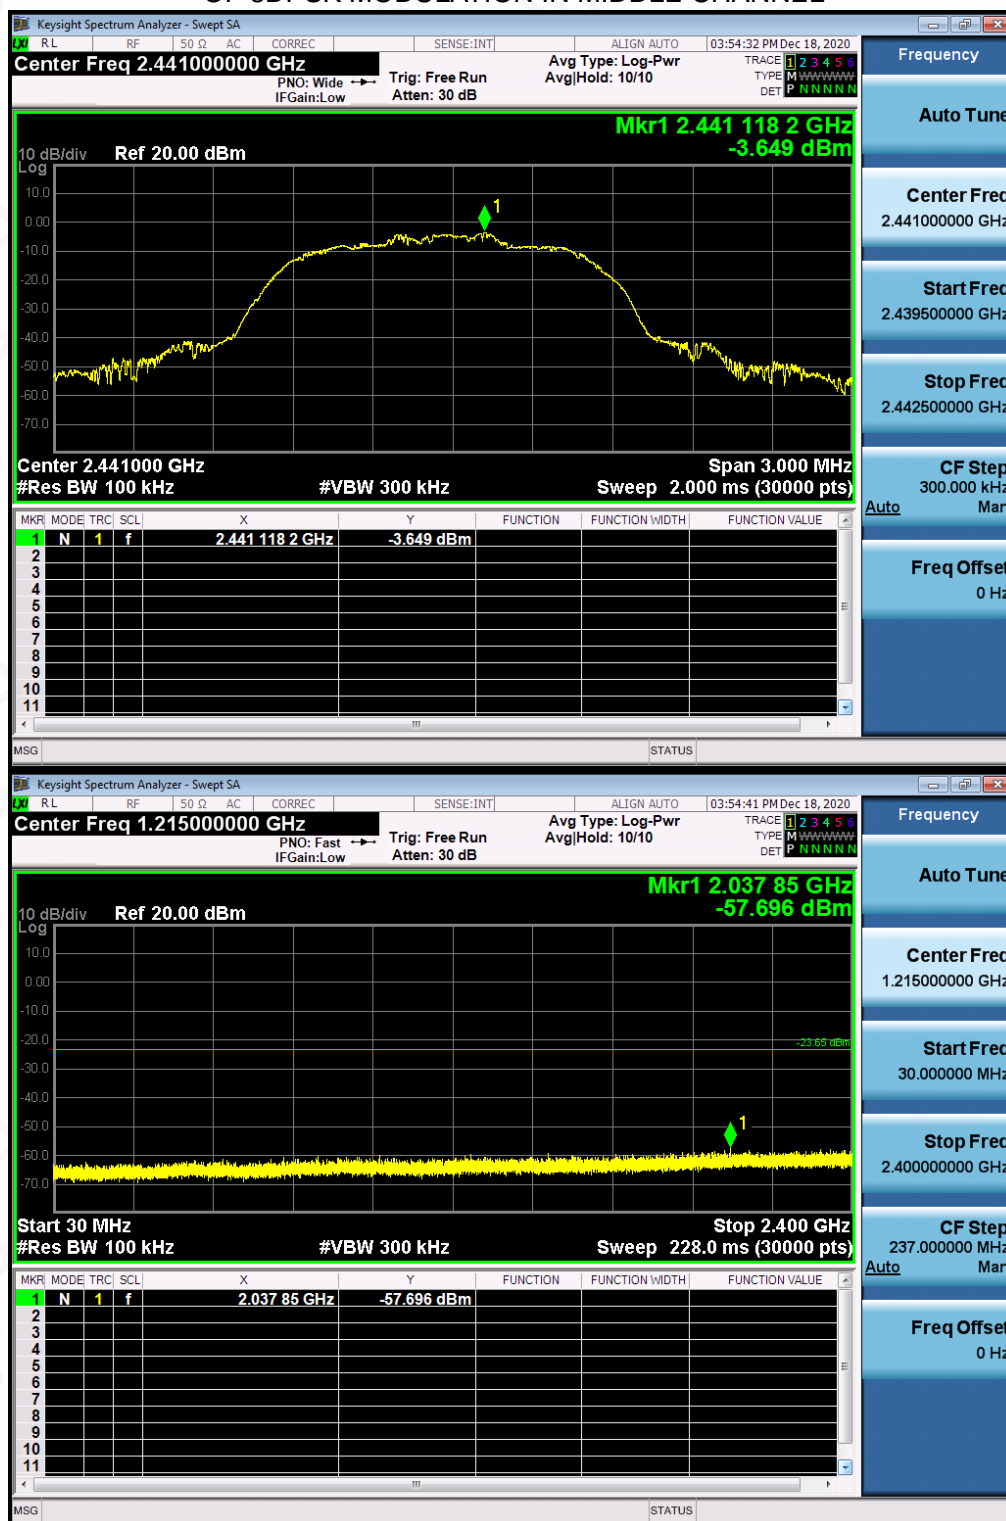 OF 8DPSK MODULATION IN MIDDLE CHANNEL
Keysight Spectrum Analyzer - Swept SA
LXI RL RF 50 Ω AC CORREC SENSE:INT ALIGN AUTO 03:54:32 PM Dec 18, 2020
Center Freq 2.441000000 GHz
PNO: Wide
IFGain:Low
Trig: Free Run
Atten: 30 dB
Avg Type: Log-Pwr
Avg|Hold: 10/10
TRACE 1 2 3 4 5 6
TYPE M WWWWW
DET P N N N N N
Frequency
Mkr1 2.441 118 2 GHz
-3.649 dBm
10 dB/div Ref 20.00 dBm
Log
10.0
0.00
-10.0
-20.0
-30.0
-40.0
-50.0
-60.0
-70.0
1
Center 2.441000 GHz Span 3.000 MHz
#Res BW 100 kHz #VBW 300 kHz Sweep 2.000 ms (30000 pts)
MKR MODE TRC SCL X Y FUNCTION FUNCTION WIDTH FUNCTION VALUE
1 N 1 f 2.441 118 2 GHz -3.649 dBm
2
3
4
5
6
7
8
9
10
11
MSG STATUS
Auto Tune
Center Freq
2.441000000 GHz
Start Freq
2.439500000 GHz
Stop Freq
2.442500000 GHz
CF Step
300.000 kHz
Auto Man
Freq Offset
0 Hz
Keysight Spectrum Analyzer - Swept SA
LXI RL RF 50 Ω AC CORREC SENSE:INT ALIGN AUTO 03:54:41 PM Dec 18, 2020
Center Freq 1.215000000 GHz
PNO: Fast
IFGain:Low
Trig: Free Run
Atten: 30 dB
Avg Type: Log-Pwr
Avg|Hold: 10/10
TRACE 1 2 3 4 5 6
TYPE M WWWWW
DET P N N N N N
Frequency
Mkr1 2.037 85 GHz
-57.696 dBm
10 dB/div Ref 20.00 dBm
Log
10.0
0.00
-10.0
-20.0
-30.0
-40.0
-50.0
-60.0
-70.0
-23.65 dBm
1
Start 30 MHz Stop 2.400 GHz
#Res BW 100 kHz #VBW 300 kHz Sweep 228.0 ms (30000 pts)
MKR MODE TRC SCL X Y FUNCTION FUNCTION WIDTH FUNCTION VALUE
1 N 1 f 2.037 85 GHz -57.696 dBm
2
3
4
5
6
7
8
9
10
11
MSG STATUS
Auto Tune
Center Freq
1.215000000 GHz
Start Freq
30.000000 MHz
Stop Freq
2.400000000 GHz
CF Step
237.000000 MHz
Auto Man
Freq Offset
0 Hz